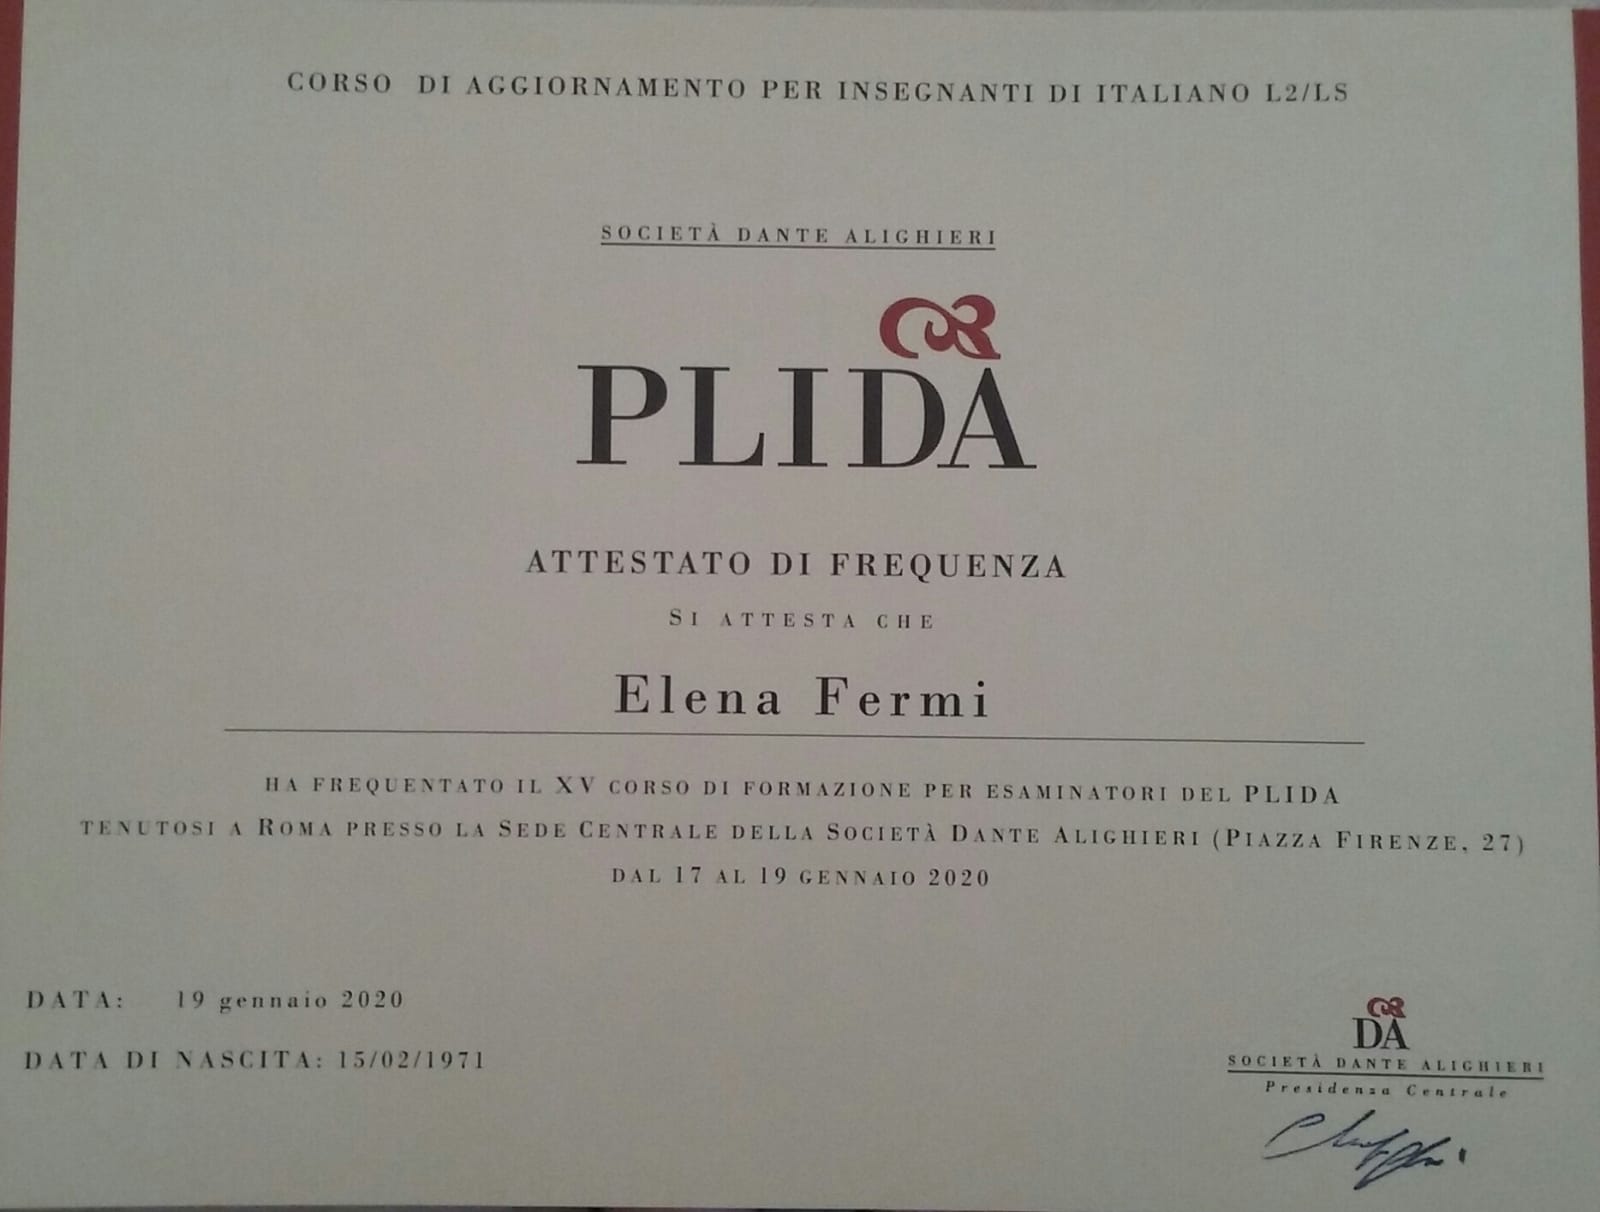 CORSO DI AGGIORNAMENTO PER INSEGNANTI DI ITALIANO L2/LS
SOCIETÀ DANTE ALIGHIERI
PLIDA
ATTESTATO DI FREQUENZA
SI ATTESTA CHE
Elena Fermi
HA FREQUENTATO IL XV CORSO DI FORMAZIONE PER ESAMINATORI DEL PLIDA
TENUTOSI A ROMA PRESSO LA SEDE CENTRALE DELLA SOCIETÀ DANTE ALIGHIERI (PIAZZA FIRENZE, 27)
DAL 17 AL 19 GENNAIO 2020
DATA: 19 gennaio 2020
DATA DI NASCITA: 15/02/1971
DA
SOCIETÀ DANTE ALIGHIERI
Presidenza Centrale